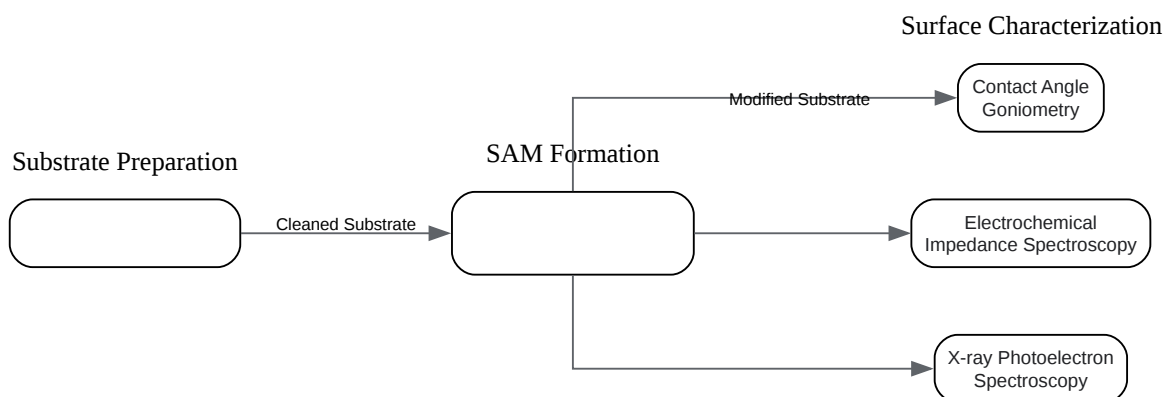 Surface Characterization
Contact Angle
Goniometry
Modified Substrate
Substrate Preparation
SAM Formation
Cleaned Substrate
Electrochemical
Impedance Spectroscopy
X-ray Photoelectron
Spectroscopy